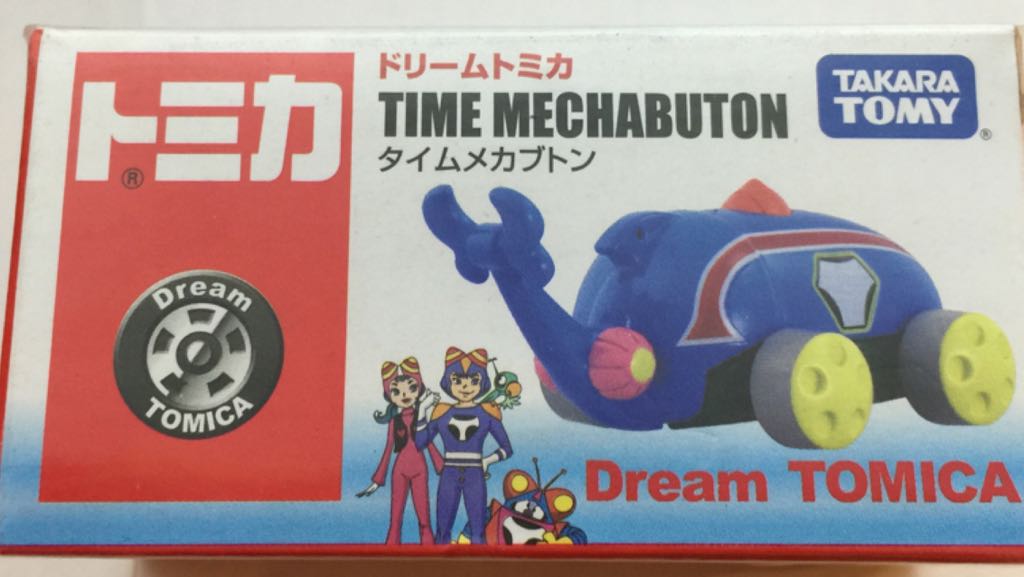 トミカ
®
Dream
TOMICA
ドリームトミカ
TIME MECHABUTON
タイムメカブトン
TAKARA
TOMY
®
Dream TOMICA